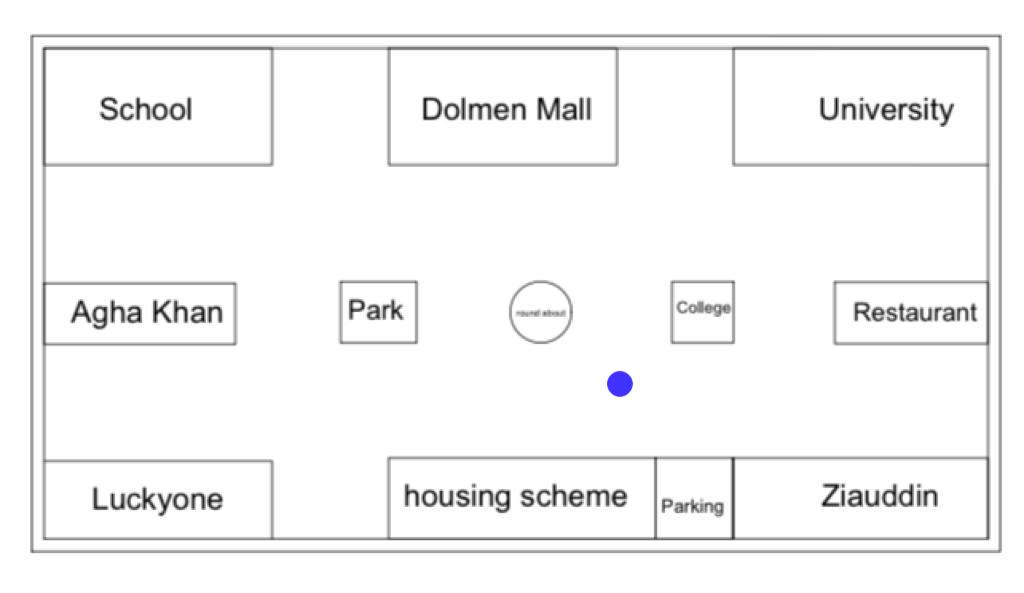 School
Dolmen Mall
University
Agha Khan
Park
round about
College
Restaurant
Luckyone
housing scheme
Parking
Ziauddin